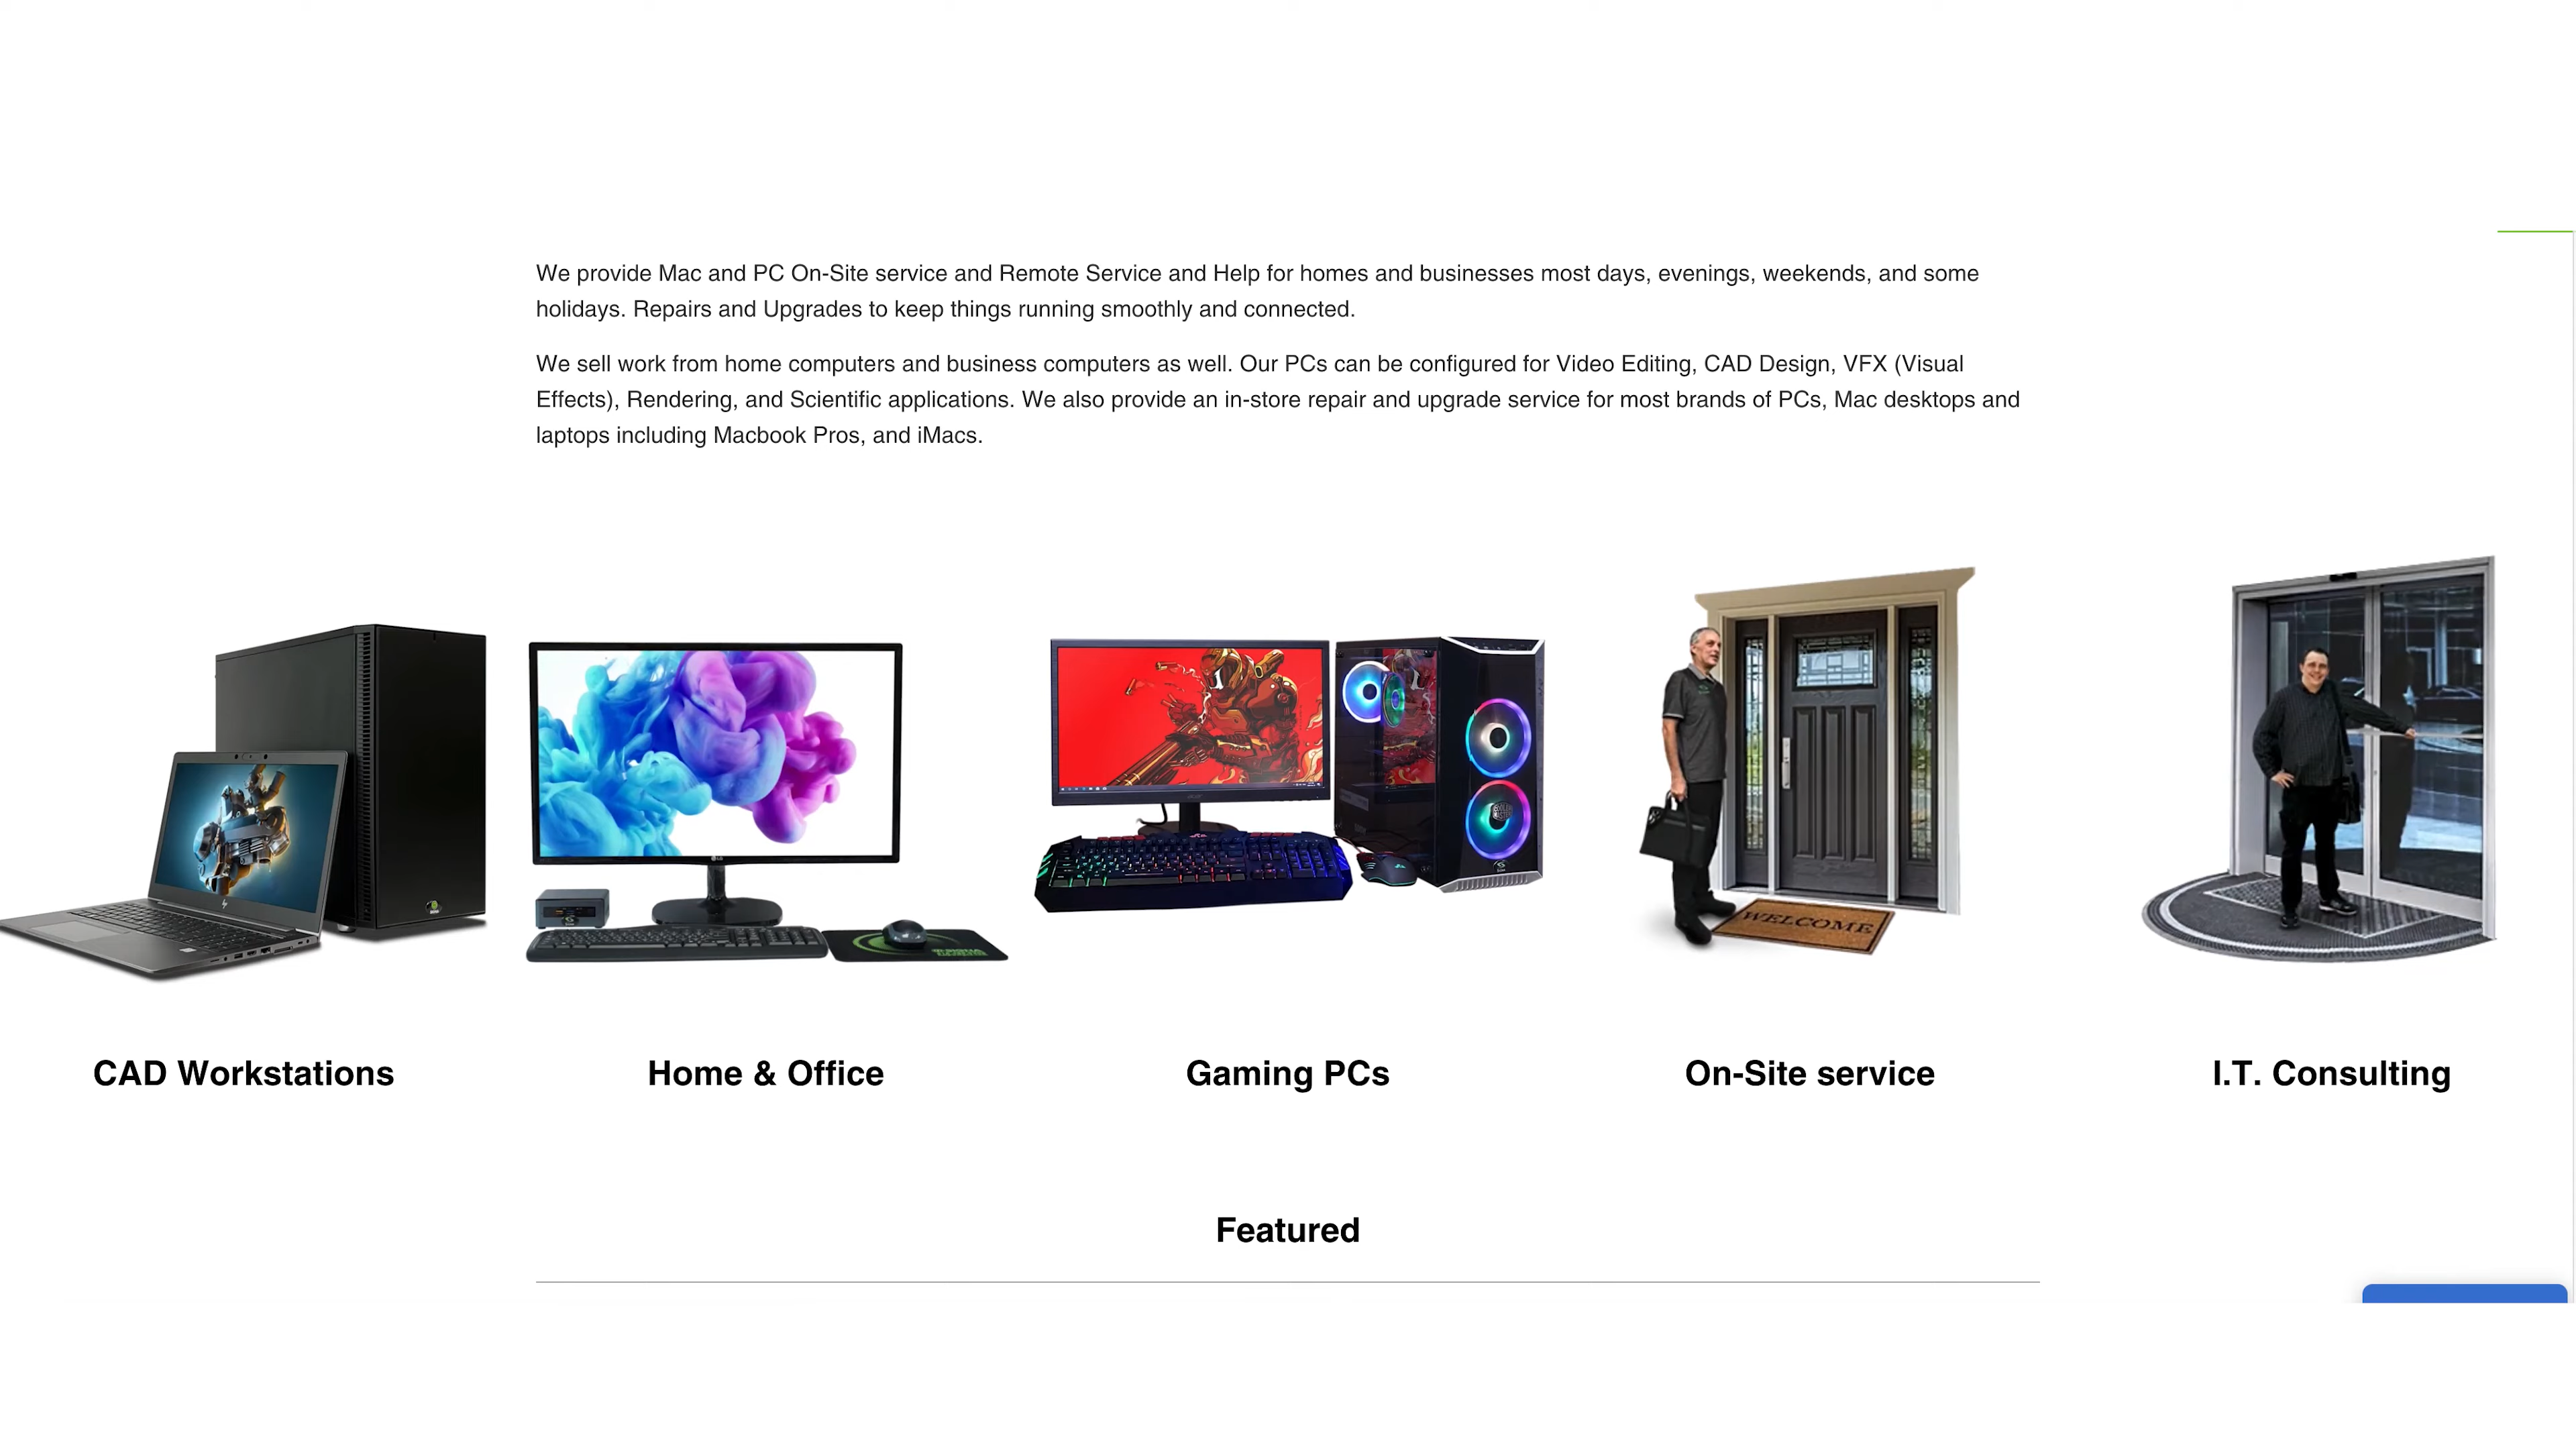 We provide Mac and PC On-Site service and Remote Service and Help for homes and businesses most days, evenings, weekends, and some
holidays. Repairs and Upgrades to keep things running smoothly and connected.
We sell work from home computers and business computers as well. Our PCs can be configured for Video Editing, CAD Design, VFX (Visual
Effects), Rendering, and Scientific applications. We also provide an in-store repair and upgrade service for most brands of PCs, Mac desktops and
laptops including Macbook Pros, and iMacs.
WELCOME
CAD Workstations
Home & Office
Gaming PCs
On-Site service
I.T. Consulting
Featured